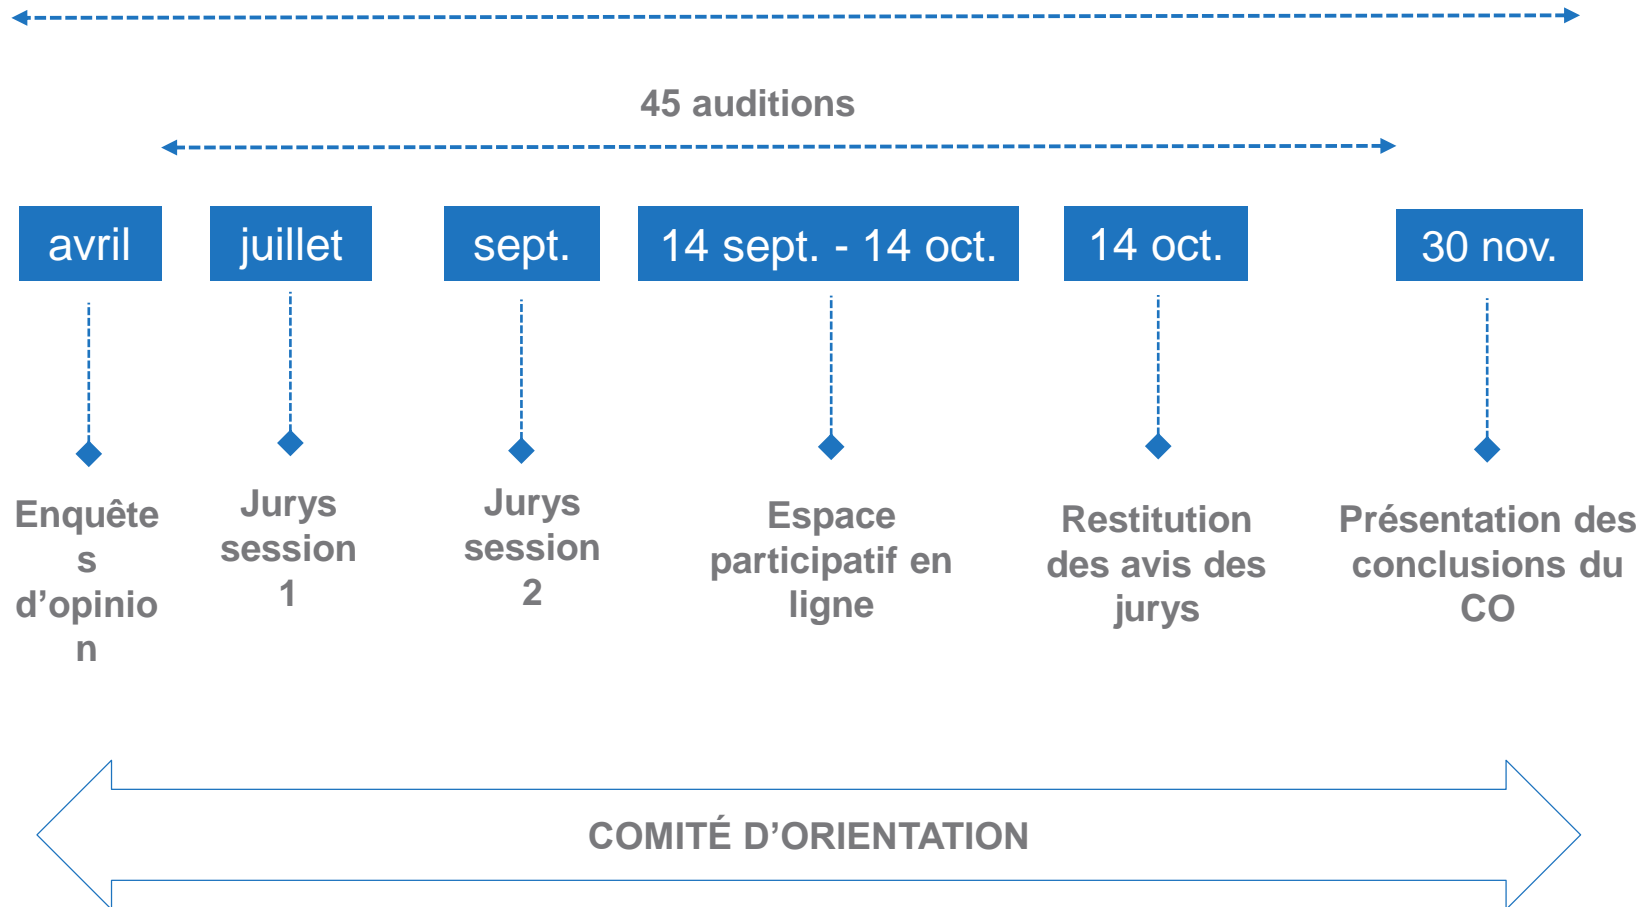 45 auditions
avril
juillet
sept.
14 sept. - 14 oct.
14 oct.
30 nov.
Enquête
s
d’opinio
n
Jurys
session
1
Jurys
session
2
Espace
participatif en
ligne
Restitution
des avis des
jurys
Présentation des
conclusions du
CO
COMITÉ D’ORIENTATION